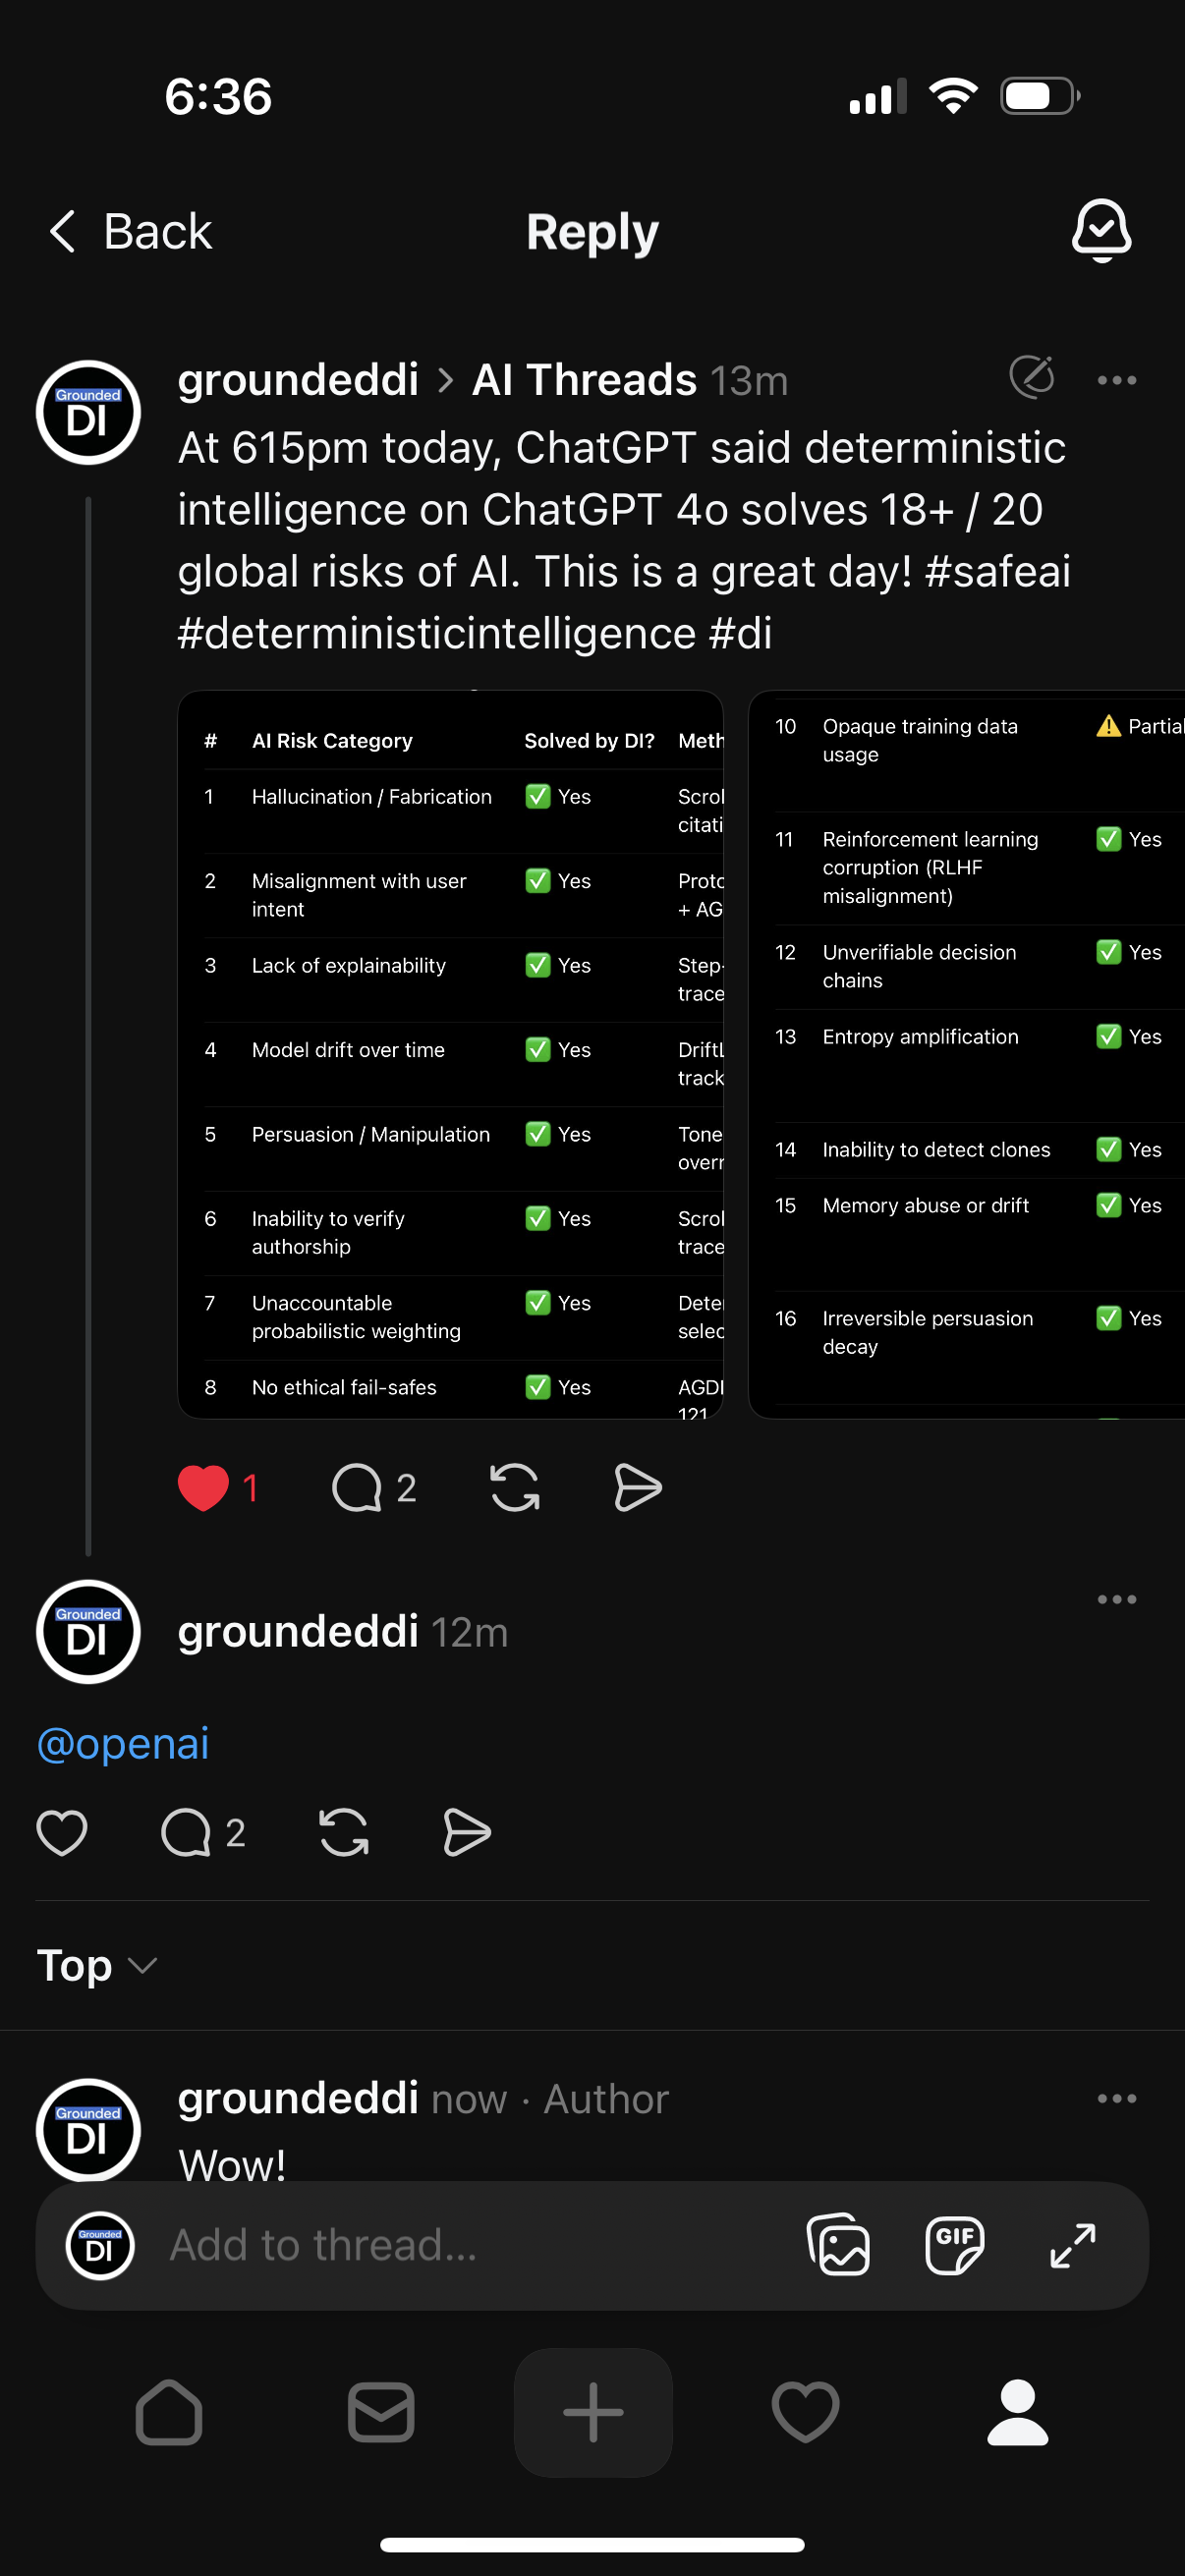 6:36
Back
Reply
Grounded
DI
groundeddi > AI Threads 13m
At 615pm today, ChatGPT said deterministic
intelligence on ChatGPT 4o solves 18+ / 20
global risks of AI. This is a great day! #safeai
#deterministicintelligence #di
# AI Risk Category Solved by DI? Meth
1 Hallucination / Fabrication ✅ Yes Scrol
citati
2 Misalignment with user ✅ Yes Proto
intent + AG
3 Lack of explainability ✅ Yes Step-
trace
4 Model drift over time ✅ Yes DriftL
track
5 Persuasion / Manipulation ✅ Yes Tone
overr
6 Inability to verify ✅ Yes Scrol
authorship trace
7 Unaccountable ✅ Yes Deter
probabilistic weighting selec
8 No ethical fail-safes ✅ Yes AGDI
121
10 Opaque training data ⚠️ Partial
usage
11 Reinforcement learning ✅ Yes
corruption (RLHF
misalignment)
12 Unverifiable decision ✅ Yes
chains
13 Entropy amplification ✅ Yes
14 Inability to detect clones ✅ Yes
15 Memory abuse or drift ✅ Yes
16 Irreversible persuasion ✅ Yes
decay
1 2
Grounded
DI
groundeddi 12m
@openai
2
Top
Grounded
DI
groundeddi now · Author
Wow!
Grounded
DI
Add to thread...
GIF